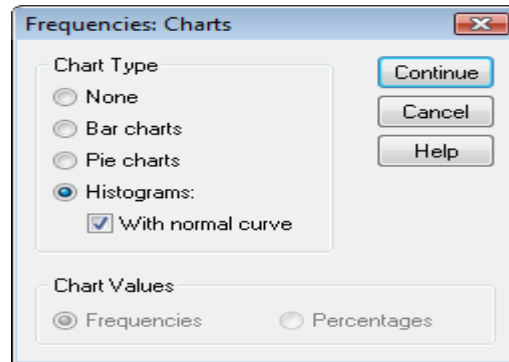 Frequencies: Charts
Chart Type
None
Bar charts
Pie charts
Histograms:
With normal curve
Continue
Cancel
Help
Chart Values
Frequencies
Percentages